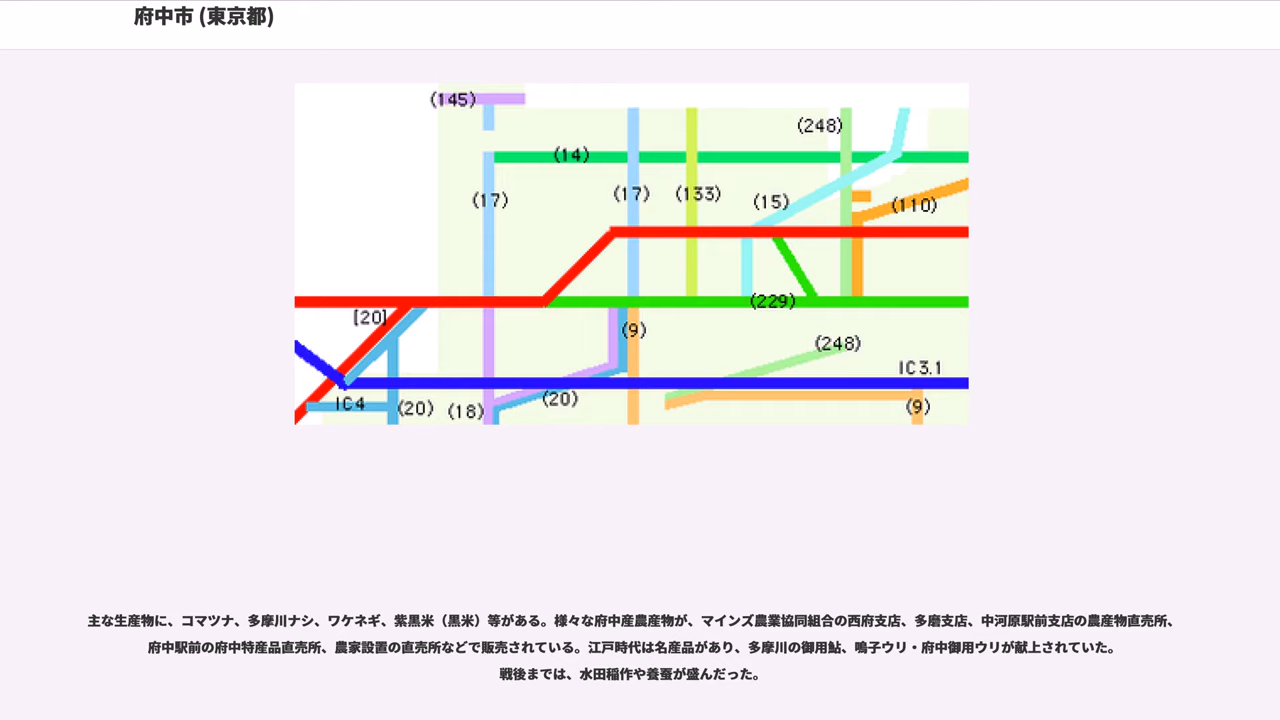 府中市 (東京都)
(145)
(248)
(14)
(17)
(17)
(133)
(15)
(110)
(229)
[20]
(9)
(248)
IC3.1
IC4
(20)
(18)
(20)
(9)
主な生産物に、コマツナ、多摩川ナシ、ワケネギ、紫黒米（黒米）等がある。様々な府中産農産物が、マインズ農業協同組合の西府支店、多磨支店、中河原駅前支店の農産物直売所、
府中駅前の府中特産品直売所、農家設置の直売所などで販売されている。江戸時代は名産品があり、多摩川の御用鮎、鳴子ウリ・府中御用ウリが献上されていた。
戦後までは、水田稲作や養蚕が盛んだった。